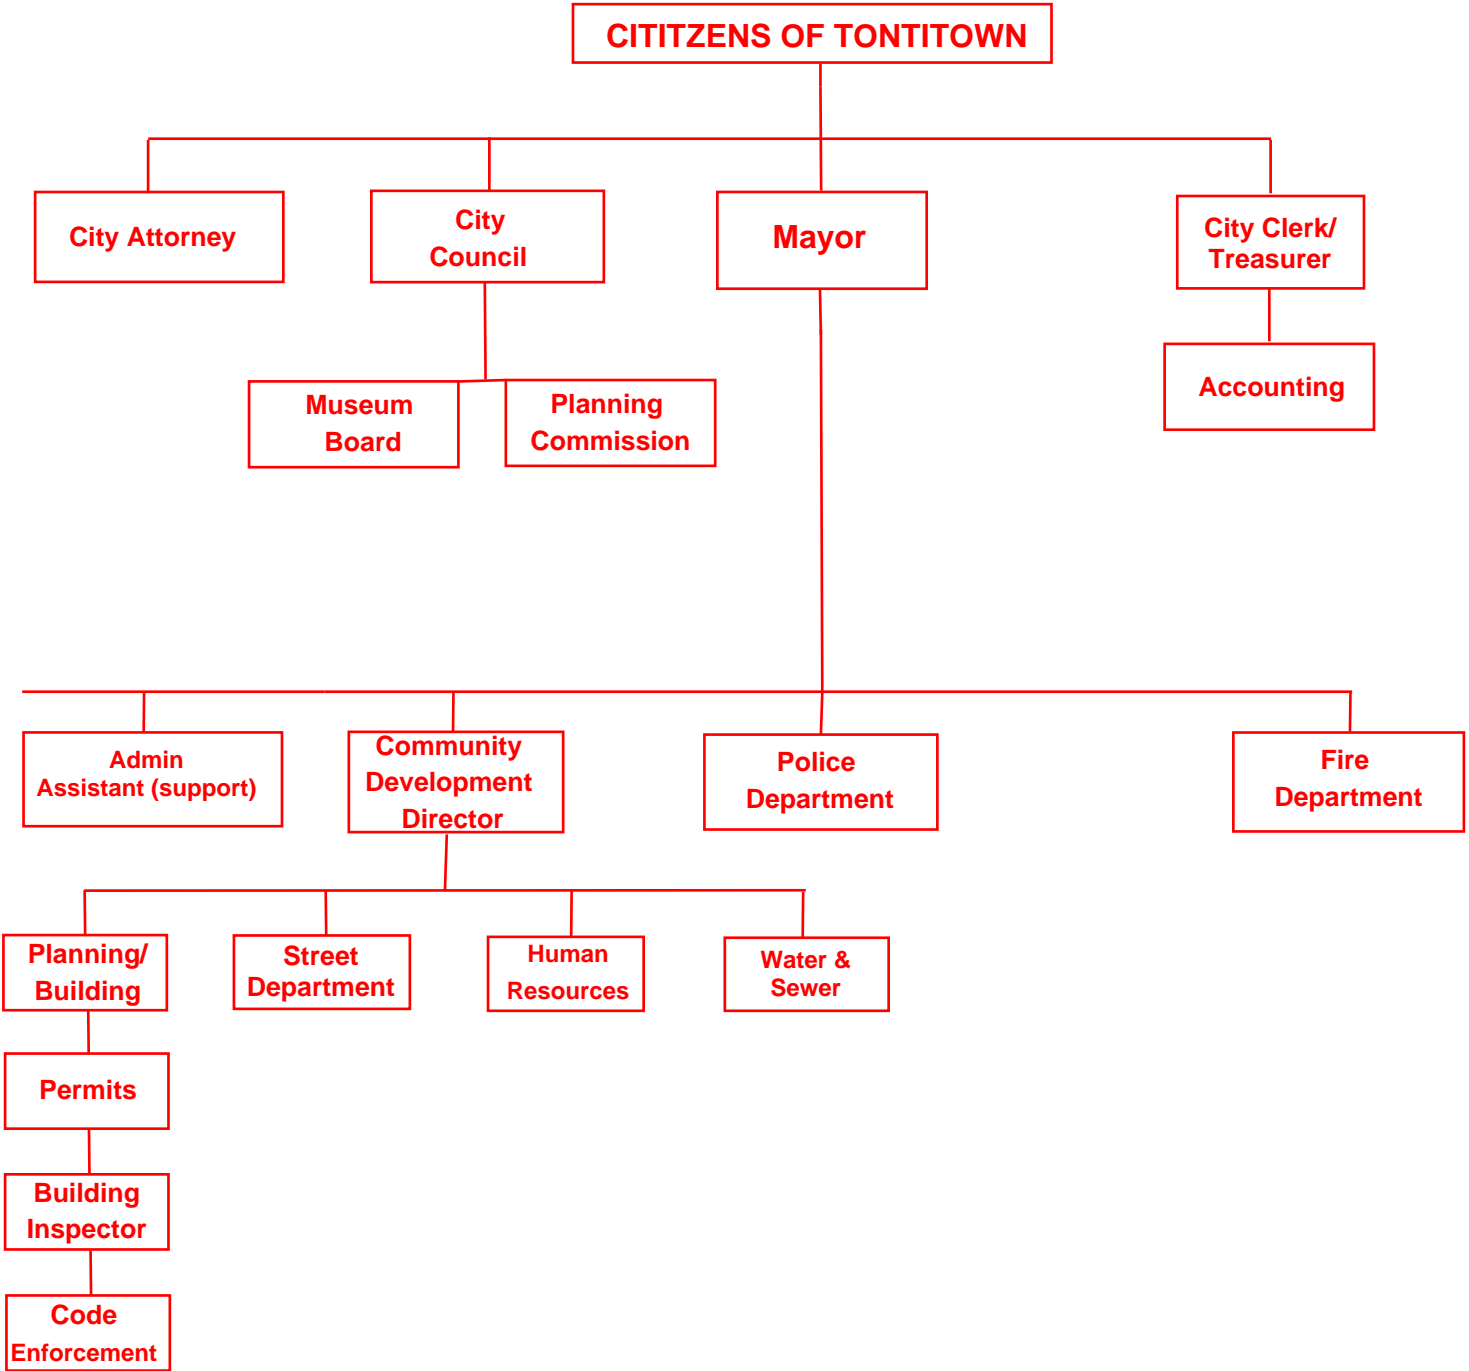 CITITZENS OF TONTITOWN
City Attorney
City
Council
Mayor
City Clerk/
Treasurer
Museum
Board
Planning
Commission
Accounting
Admin
Assistant (support)
Community
Development
Director
Police
Department
Fire
Department
Planning/
Building
Street
Department
Human
Resources
Water &
Sewer
Permits
Building
Inspector
Code
Enforcement